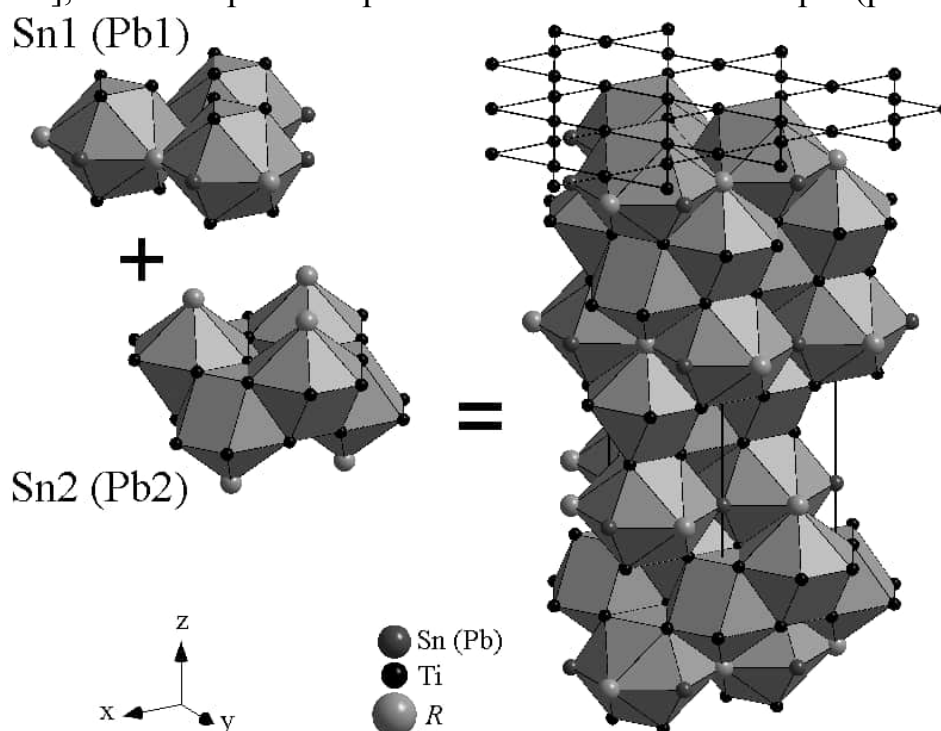 Sn1 (Pb1)
+
=
Sn2 (Pb2)
z
x
y
Sn (Pb)
Ti
R